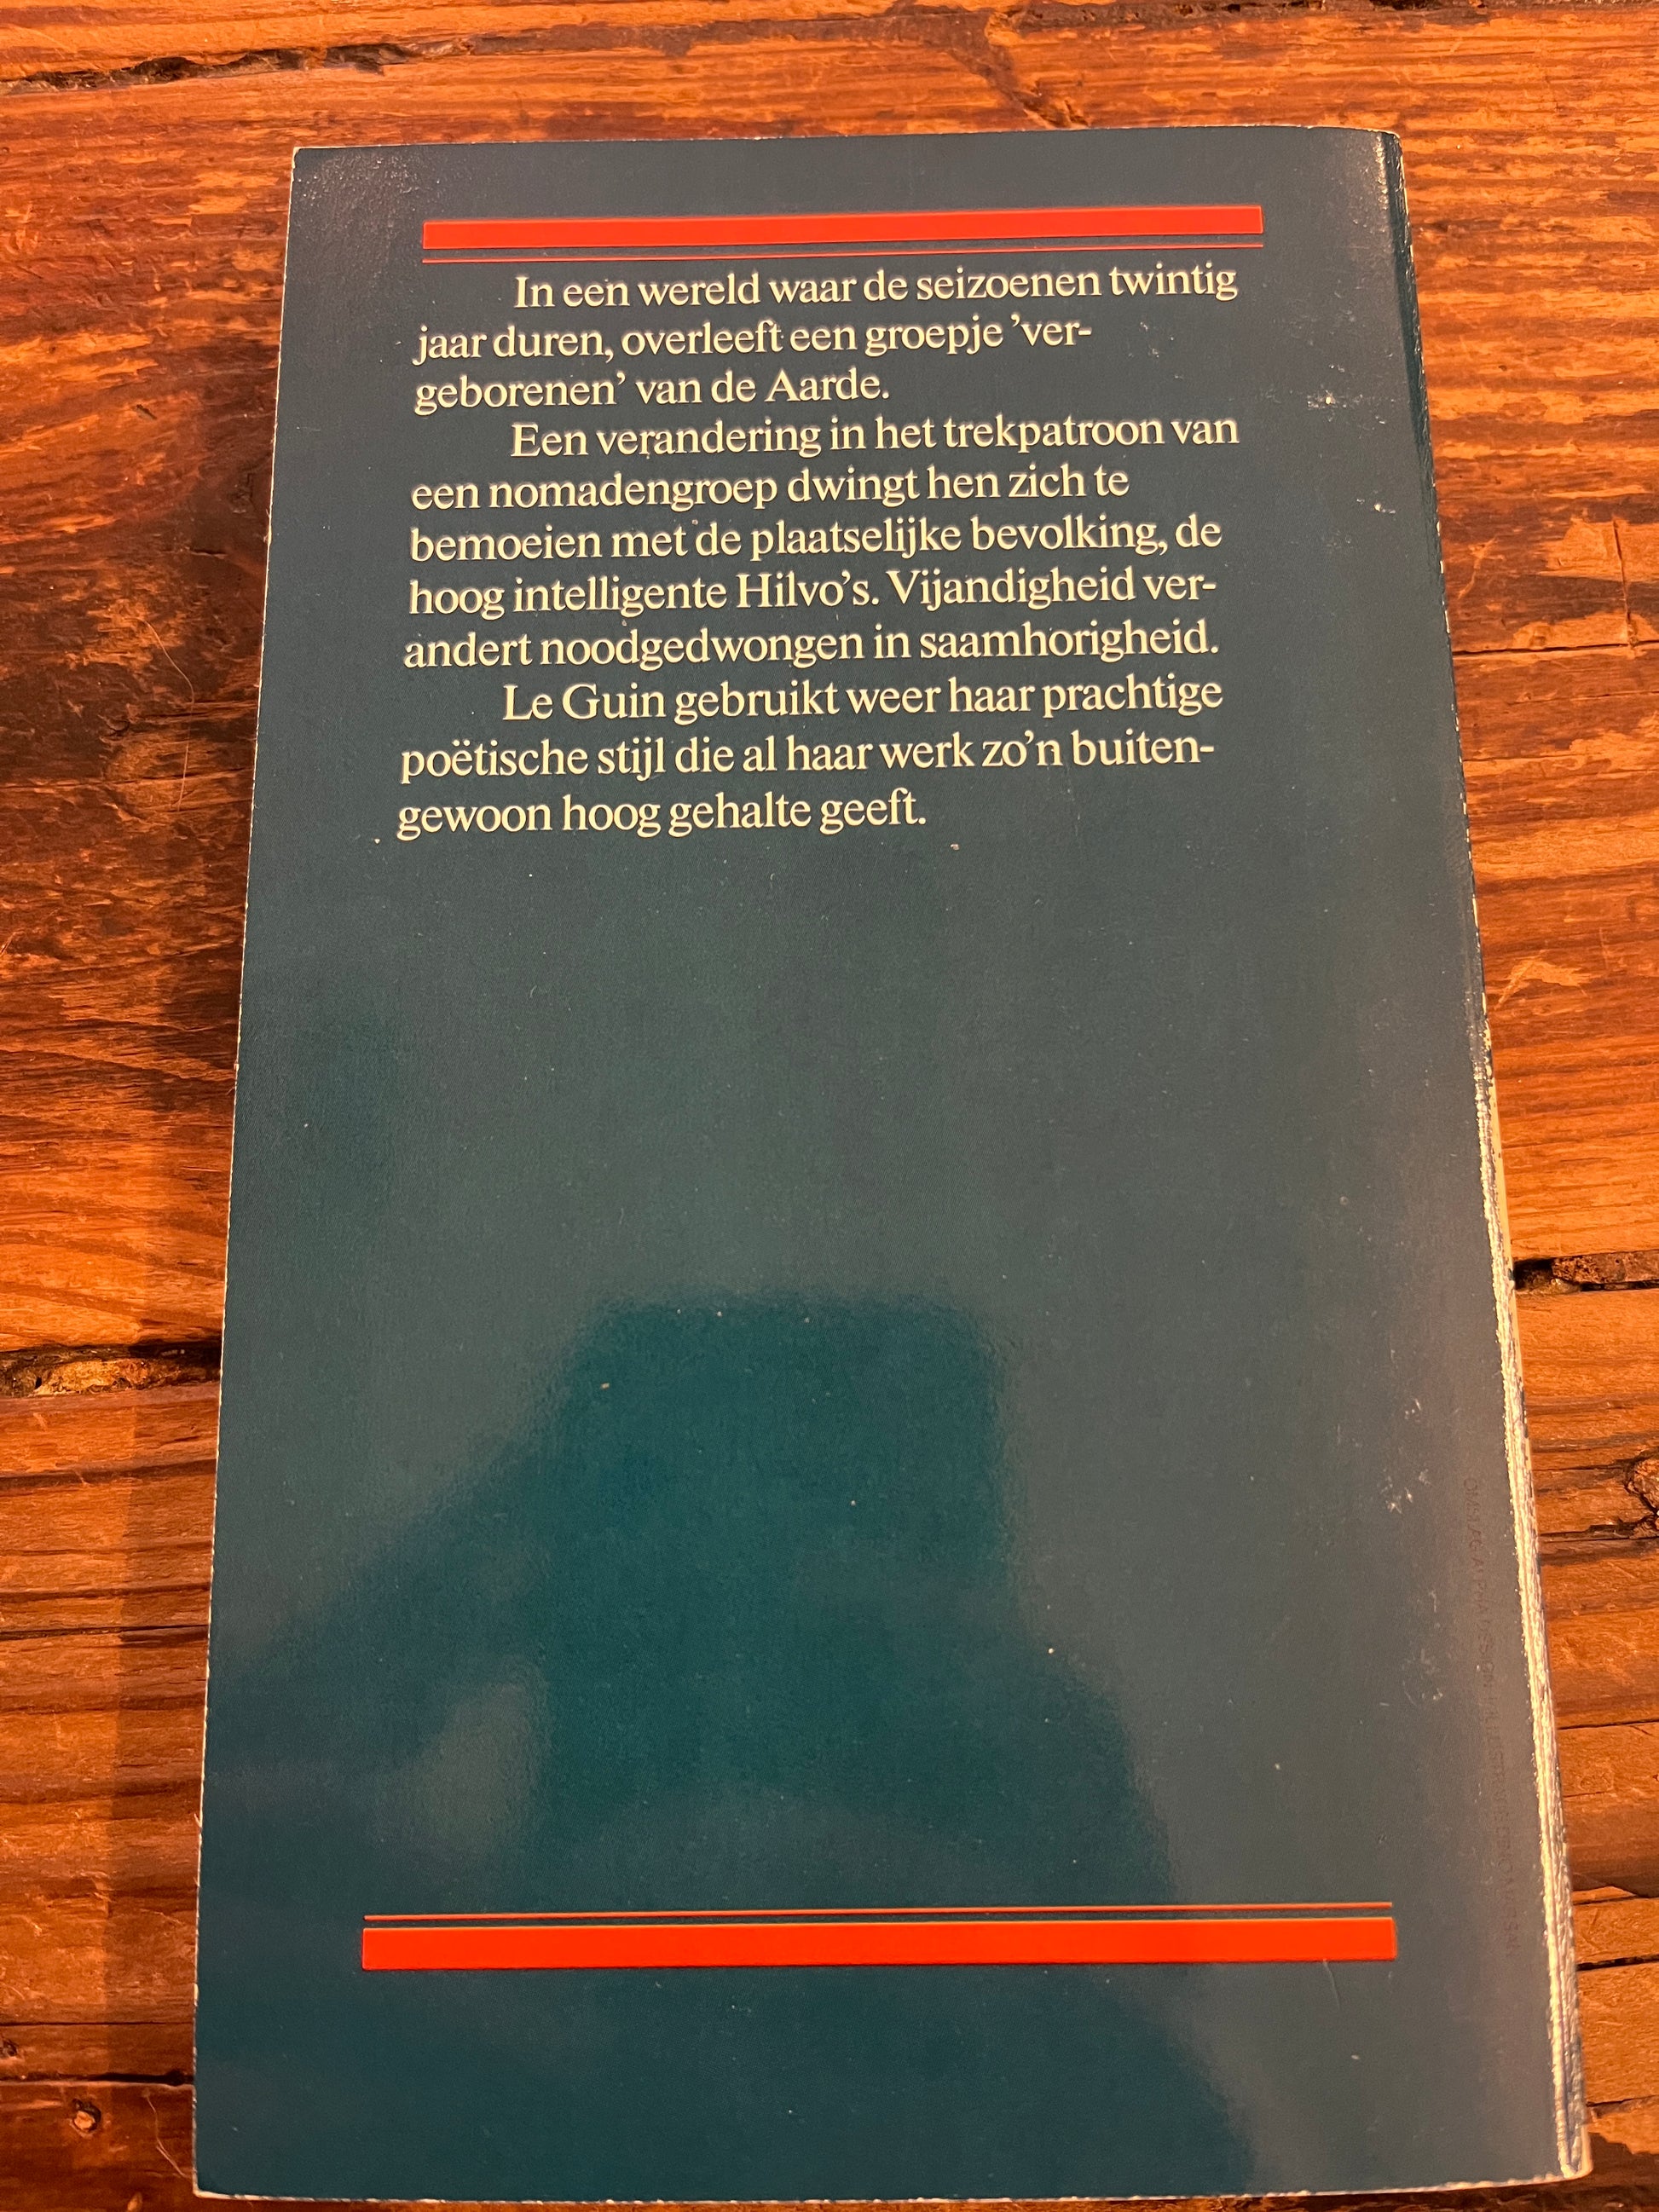 In een wereld waar de seizoenen twintig
jaar duren, overleeft een groepje ’ver-
geborenen’ van de Aarde.
Een verandering in het trekpatroon van
een nomadengroep dwingt hen zich te
bemoeien met de plaatselijke bevolking, de
hoog intelligente Hilvo’s. Vijandigheid ver-
andert noodgedwongen in saamhorigheid.
Le Guin gebruikt weer haar prachtige
poëtische stijl die al haar werk zo’n buiten-
gewoon hoog gehalte geeft.
OMSLAG ALPHA DESIGN